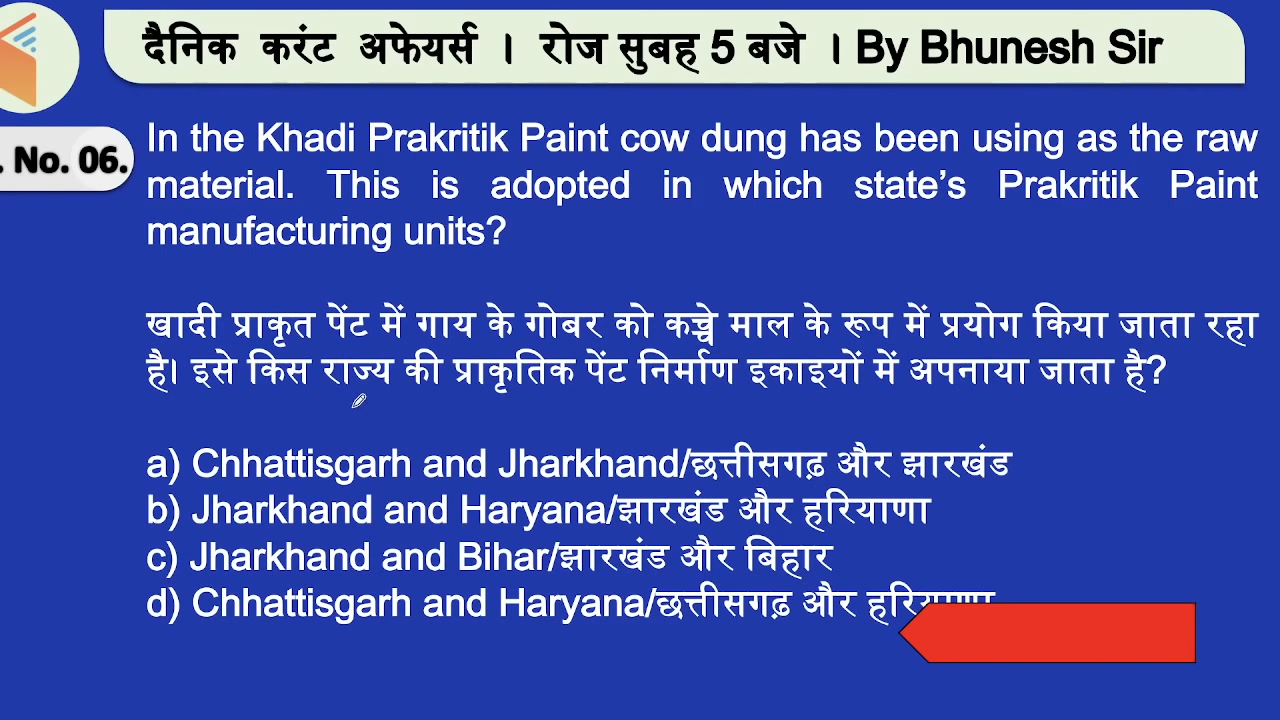 दैनिक करंट अफेयर्स । रोज सुबह 5 बजे । By Bhunesh Sir
. No. 06.
In the Khadi Prakritik Paint cow dung has been using as the raw
material. This is adopted in which state’s Prakritik Paint
manufacturing units?
खादी प्राकृत पेंट में गाय के गोबर को कच्चे माल के रूप में प्रयोग किया जाता रहा
है। इसे किस राज्य की प्राकृतिक पेंट निर्माण इकाइयों में अपनाया जाता है?
a) Chhattisgarh and Jharkhand/छत्तीसगढ़ और झारखंड
b) Jharkhand and Haryana/झारखंड और हरियाणा
c) Jharkhand and Bihar/झारखंड और बिहार
d) Chhattisgarh and Haryana/छत्तीसगढ़ और हरियाणा